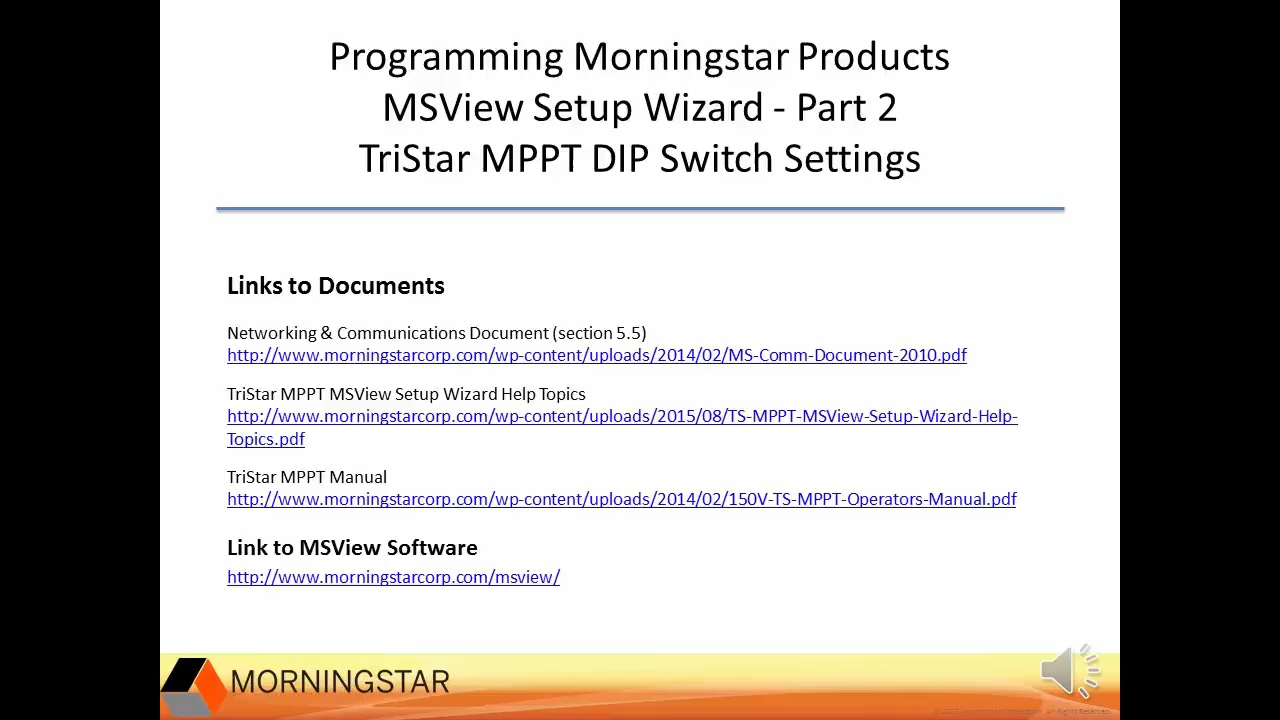 Programming Morningstar Products
MSView Setup Wizard - Part 2
TriStar MPPT DIP Switch Settings
Links to Documents
Networking & Communications Document (section 5.5)
http://www.morningstarcorp.com/wp-content/uploads/2014/02/MS-Comm-Document-2010.pdf
TriStar MPPT MSView Setup Wizard Help Topics
http://www.morningstarcorp.com/wp-content/uploads/2015/08/TS-MPPT-MSView-Setup-Wizard-Help-
Topics.pdf
TriStar MPPT Manual
http://www.morningstarcorp.com/wp-content/uploads/2014/02/150V-TS-MPPT-Operators-Manual.pdf
Link to MSView Software
http://www.morningstarcorp.com/msview/
MORNINGSTAR